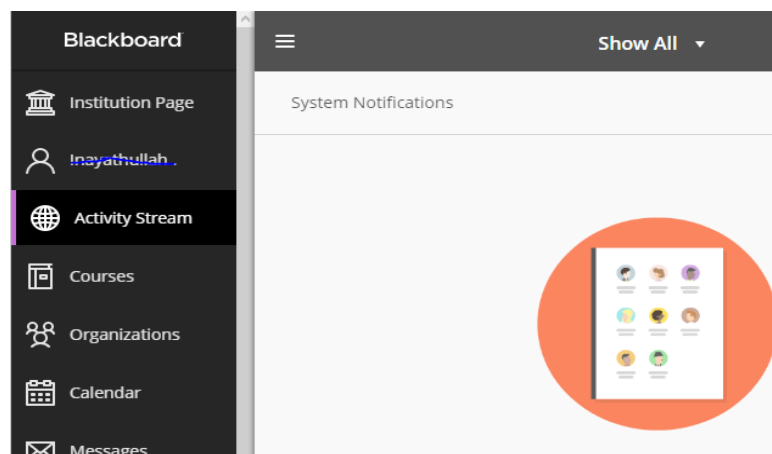 Blackboard
Show All
Institution Page
System Notifications
Inayathullah .
Activity Stream
Courses
Organizations
Calendar
Messages